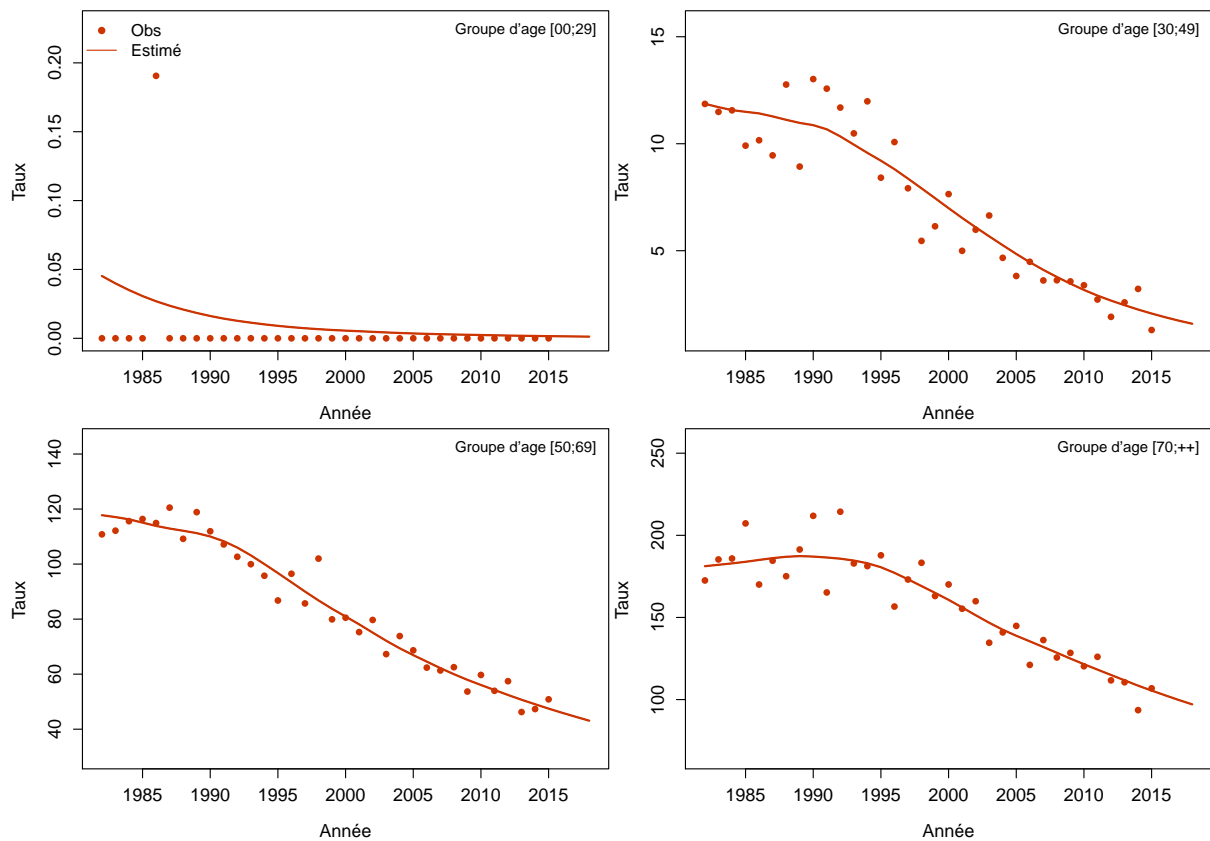 Obs
Estimé
Groupe d'age [00;29]
Taux
0.20
0.15
0.10
0.05
0.00
1985 1990 1995 2000 2005 2010 2015
Année
Groupe d'age [30;49]
Taux
15
10
5
1985 1990 1995 2000 2005 2010 2015
Année
Groupe d'age [50;69]
Taux
140
120
100
80
60
40
1985 1990 1995 2000 2005 2010 2015
Année
Groupe d'age [70;++]
Taux
250
200
150
100
1985 1990 1995 2000 2005 2010 2015
Année